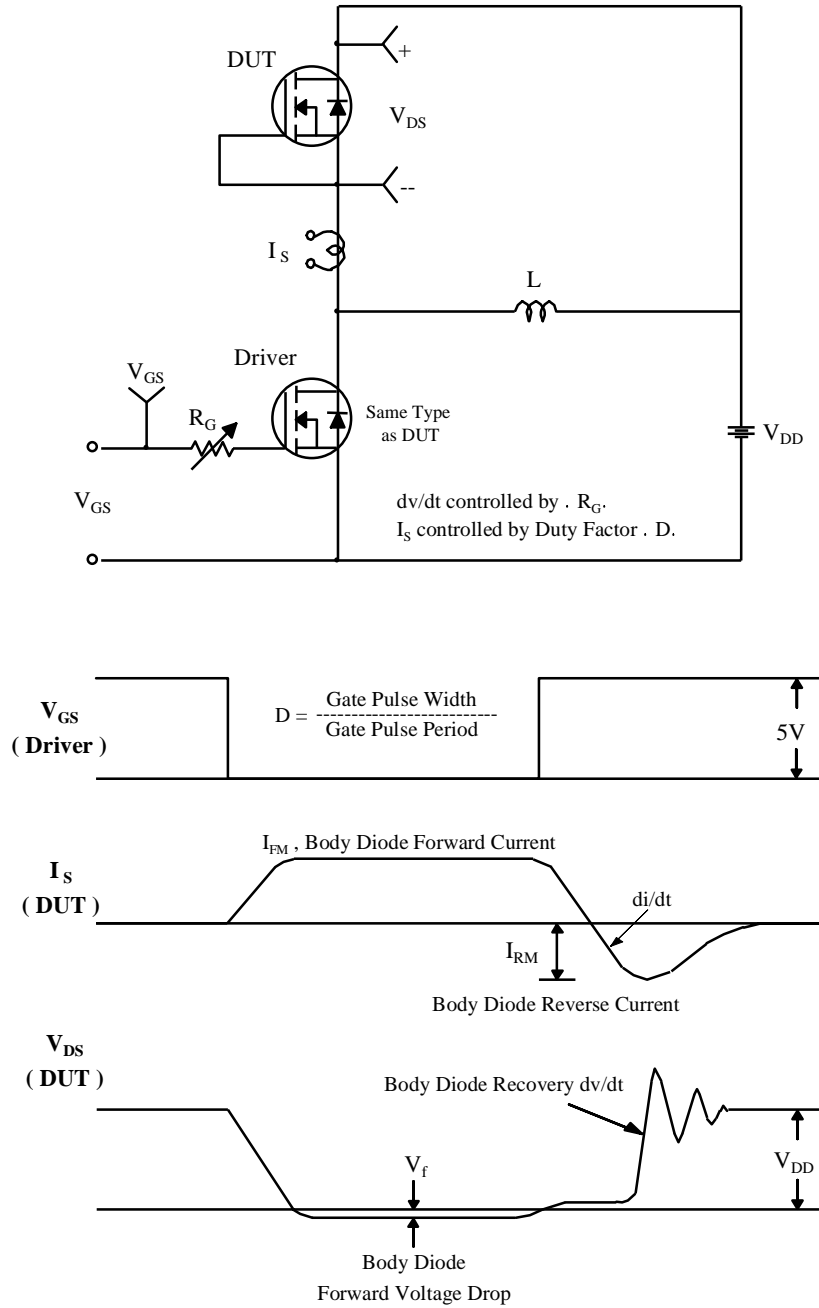 DUT
+
V_DS
--
I_S
L
Driver
V_GS
R_G
Same Type
as DUT
V_DD
V_GS
dv/dt controlled by . R_G.
I_S controlled by Duty Factor . D.
V_GS
( Driver )
D = Gate Pulse Width
--------------------------
Gate Pulse Period
5V
I_FM , Body Diode Forward Current
I_S
( DUT )
di/dt
I_RM
Body Diode Reverse Current
V_DS
( DUT )
Body Diode Recovery dv/dt
V_f
V_DD
Body Diode
Forward Voltage Drop